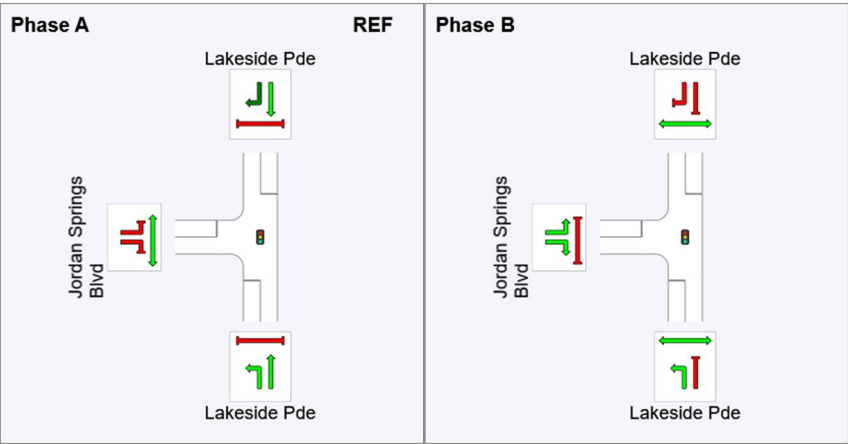 Phase A
REF
Lakeside Pde
Jordan Springs
Blvd
Lakeside Pde
Phase B
Lakeside Pde
Jordan Springs
Blvd
Lakeside Pde